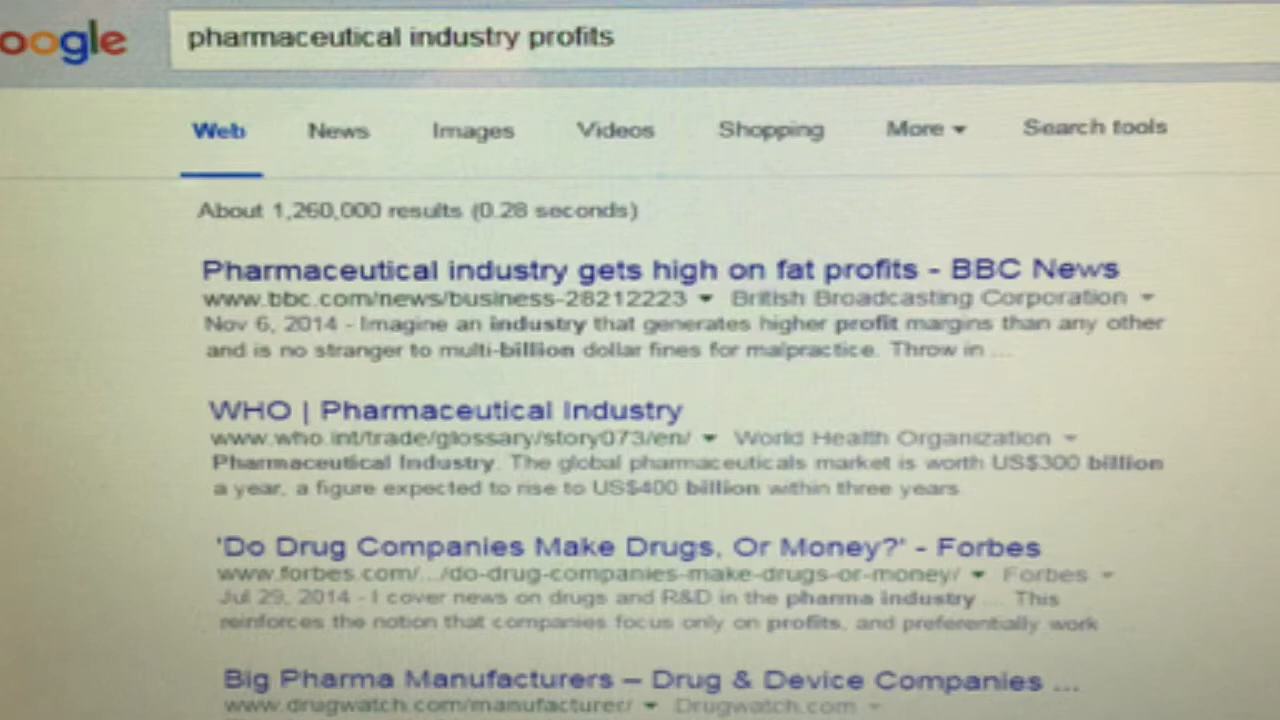 oogle
pharmaceutical industry profits
Web News Images Videos Shopping More Search tools
About 1,260,000 results (0.28 seconds)
Pharmaceutical industry gets high on fat profits - BBC News
www.bbc.com/news/business-28212223 British Broadcasting Corporation
Nov 6, 2014 - Imagine an industry that generates higher profit margins than any other
and is no stranger to multi-billion dollar fines for malpractice. Throw in ...
WHO | Pharmaceutical Industry
www.who.int/trade/glossary/story073/en/ World Health Organization
Pharmaceutical Industry. The global pharmaceuticals market is worth US$300 billion
a year, a figure expected to rise to US$400 billion within three years
'Do Drug Companies Make Drugs, Or Money?' - Forbes
www.forbes.com/.../do-drug-companies-make-drugs-or-money/ Forbes
Jul 29, 2014 - I cover news on drugs and R&D in the pharma industry ... This
reinforces the notion that companies focus only on profits, and preferentially work
Big Pharma Manufacturers – Drug & Device Companies ...
www.drugwatch.com/manufacturer/ Drugwatch.com